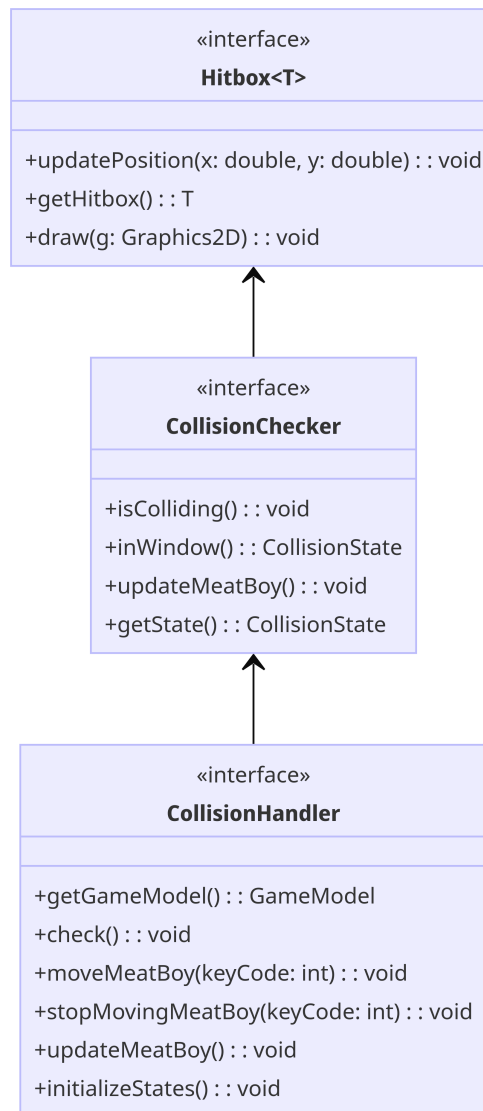 «interface»
Hitbox<T>
+updatePosition(x: double, y: double) : : void
+getHitbox() : : T
+draw(g: Graphics2D) : : void
«interface»
CollisionChecker
+isColliding() : : void
+inWindow() : : CollisionState
+updateMeatBoy() : : void
+getState() : : CollisionState
«interface»
CollisionHandler
+getGameModel() : : GameModel
+check() : : void
+moveMeatBoy(keyCode: int) : : void
+stopMovingMeatBoy(keyCode: int) : : void
+updateMeatBoy() : : void
+initializeStates() : : void